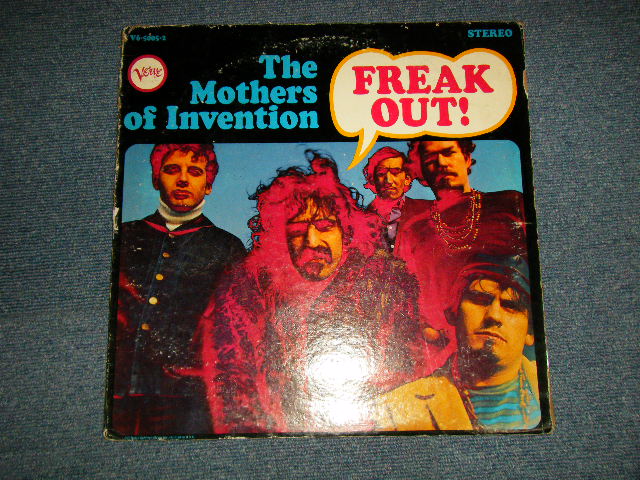 V6-5005-2
STEREO
Verve
The
Mothers
of Invention
FREAK
OUT!